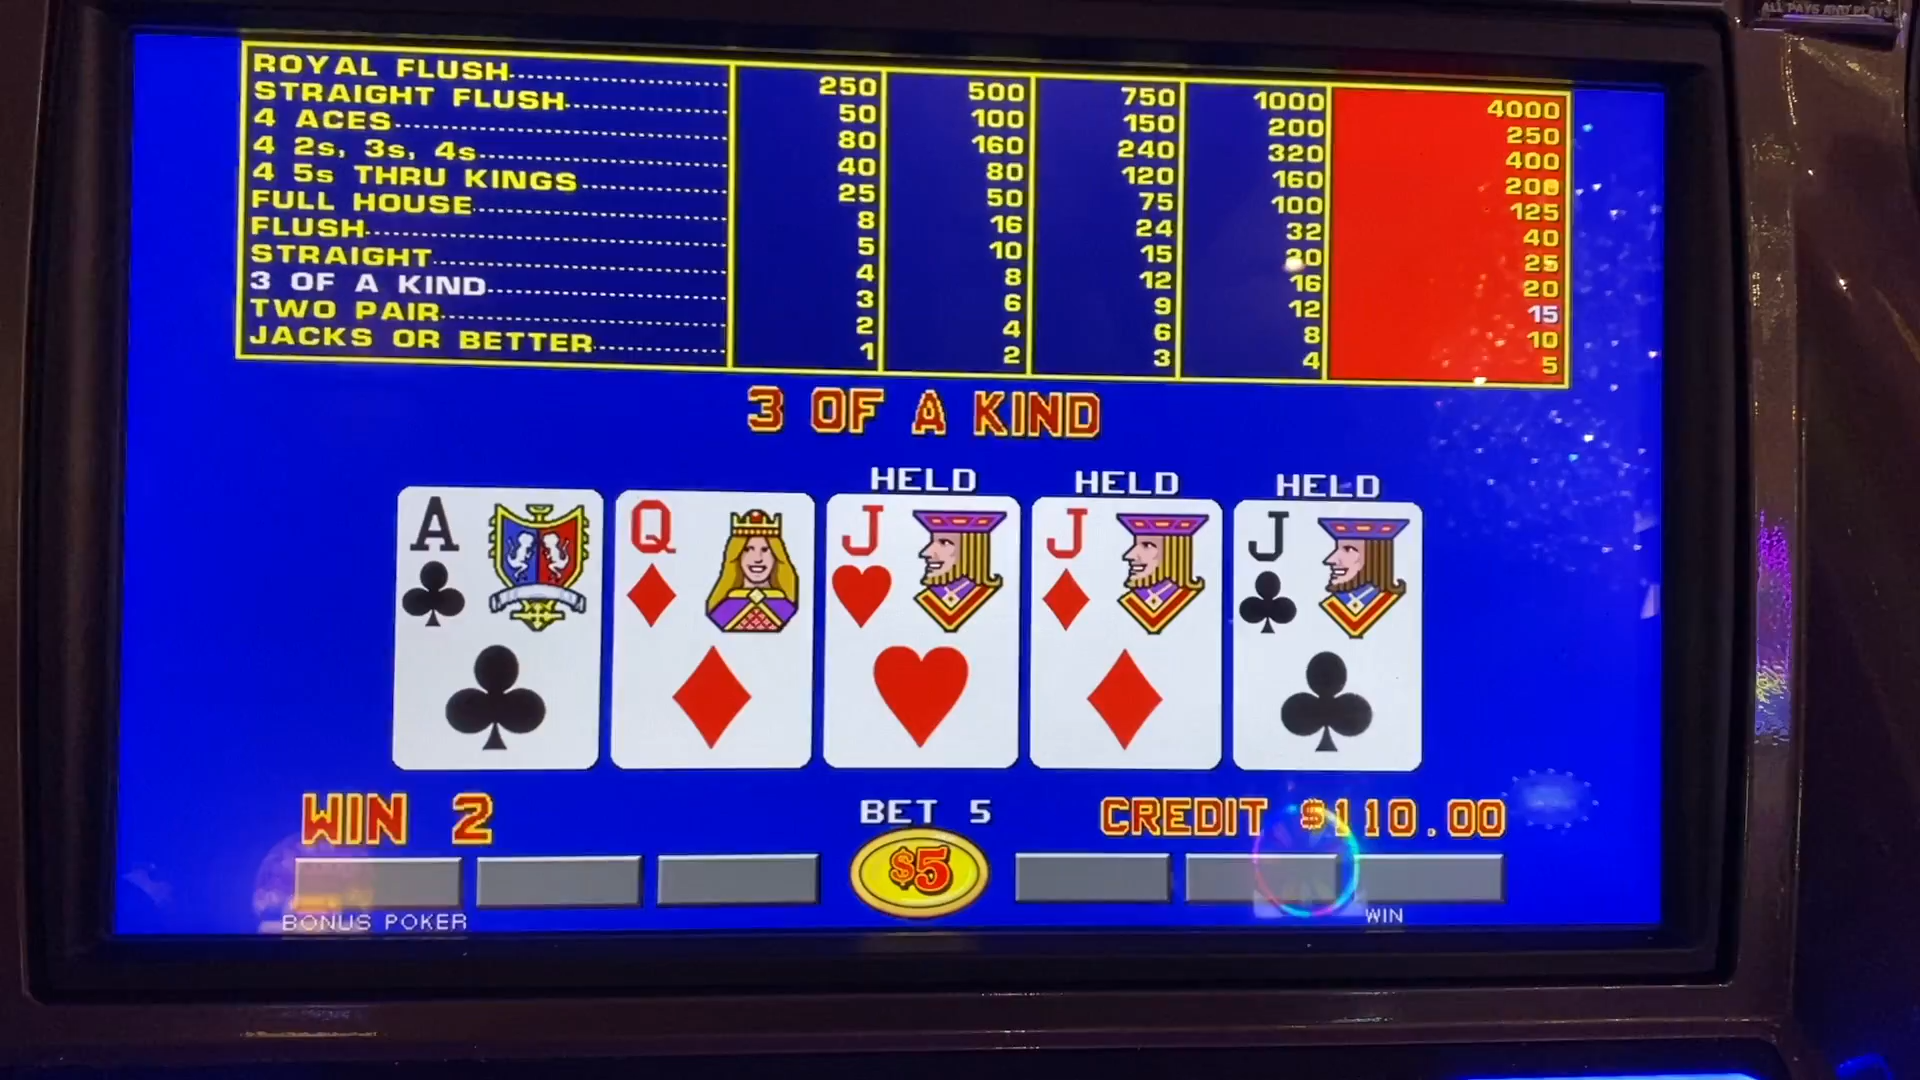 ALL PAYS AND PLAYS
ROYAL FLUSH 250 500 750 1000 4000
STRAIGHT FLUSH 50 100 150 200 250
4 ACES 80 160 240 320 400
4 2s, 3s, 4s 40 80 120 160 200
4 5s THRU KINGS 25 50 75 100 125
FULL HOUSE 8 16 24 32 40
FLUSH 5 10 15 20 25
STRAIGHT 4 8 12 16 20
3 OF A KIND 3 6 9 12 15
TWO PAIR 2 4 6 8 10
JACKS OR BETTER 1 2 3 4 5
3 OF A KIND
HELD HELD HELD
A Q J J J
WIN 2 BET 5 CREDIT $110.00
$5
BONUS POKER WIN